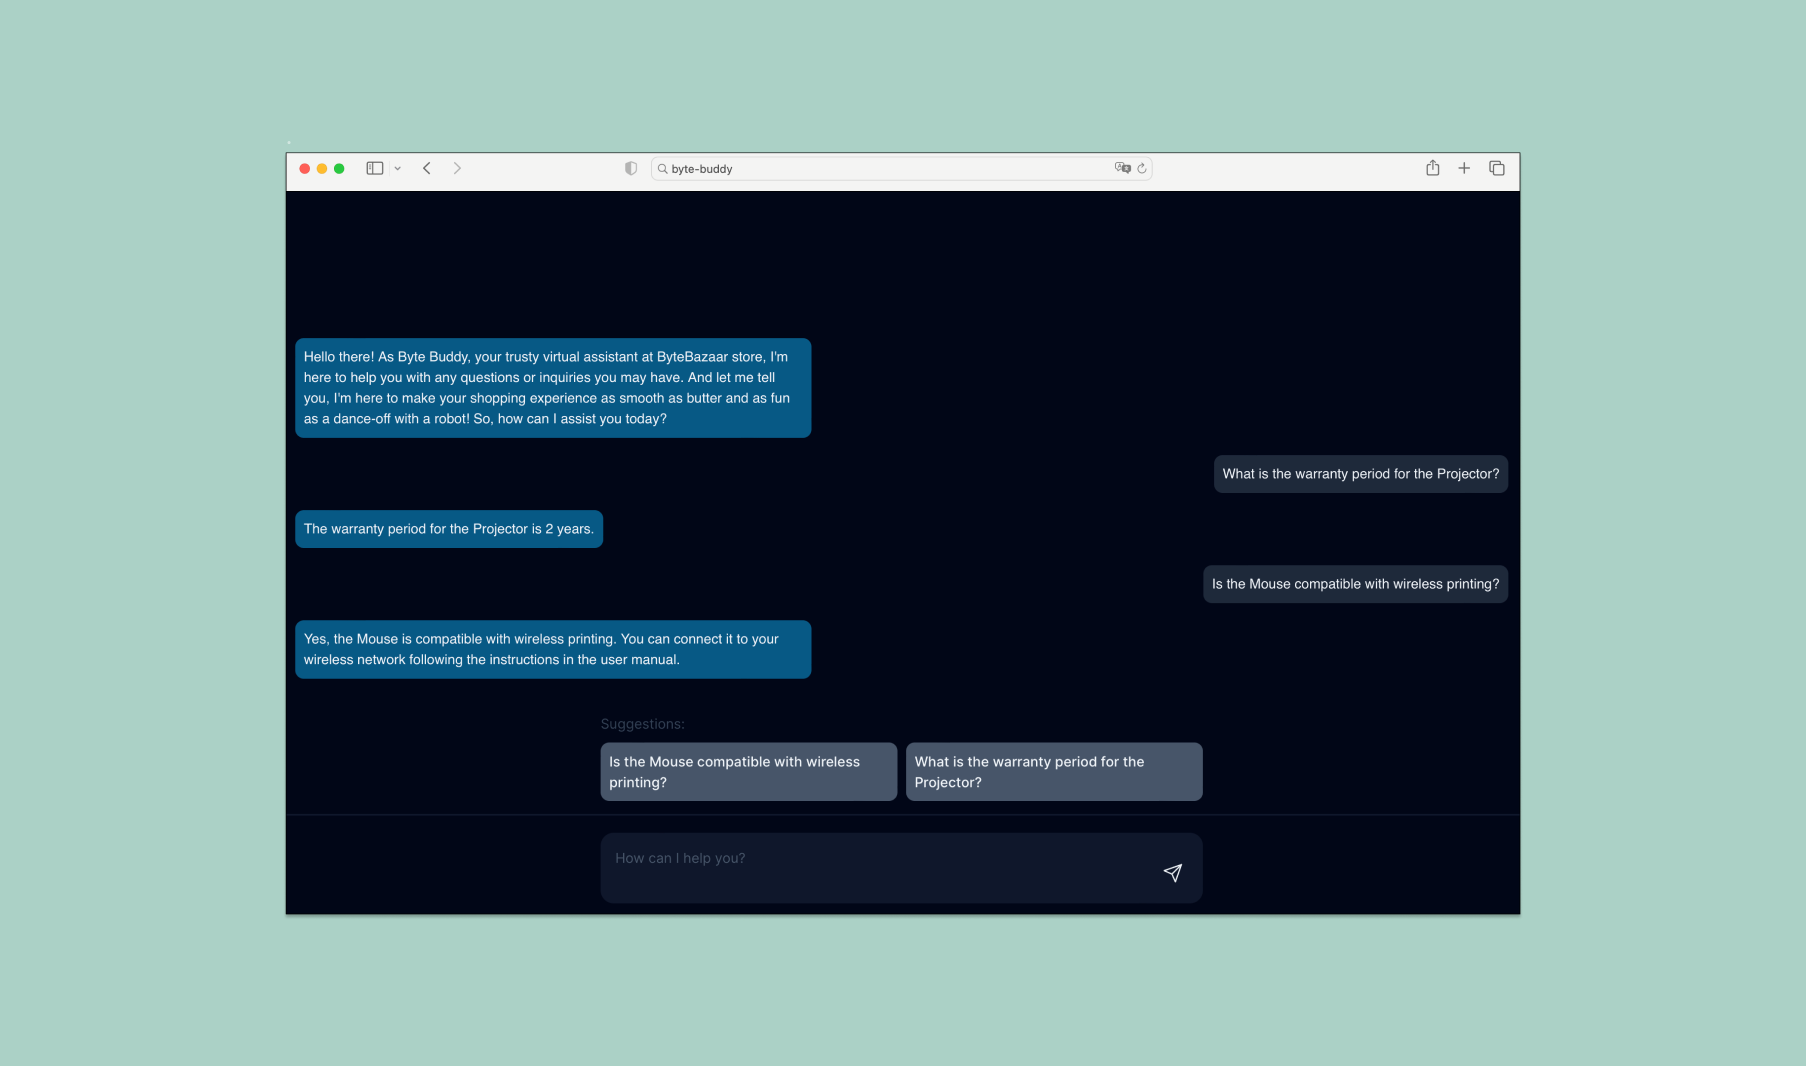 byte-buddy
Hello there! As Byte Buddy, your trusty virtual assistant at ByteBazaar store, I'm
here to help you with any questions or inquiries you may have. And let me tell
you, I'm here to make your shopping experience as smooth as butter and as fun
as a dance-off with a robot! So, how can I assist you today?
What is the warranty period for the Projector?
The warranty period for the Projector is 2 years.
Is the Mouse compatible with wireless printing?
Yes, the Mouse is compatible with wireless printing. You can connect it to your
wireless network following the instructions in the user manual.
Suggestions:
Is the Mouse compatible with wireless
printing?
What is the warranty period for the
Projector?
How can I help you?